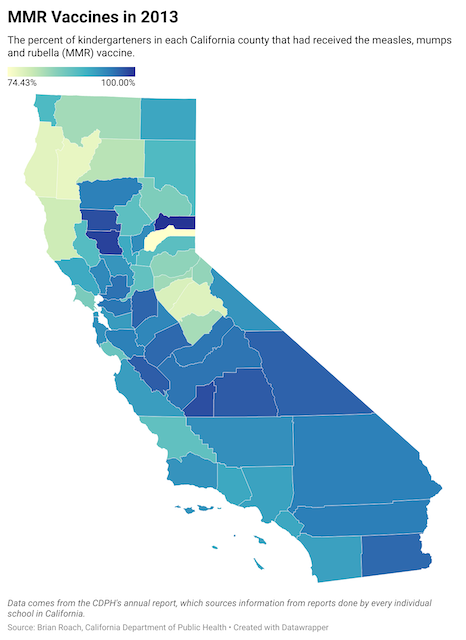 MMR Vaccines in 2013
The percent of kindergarteners in each California county that had received the measles, mumps
and rubella (MMR) vaccine.
74.43% 100.00%
Data comes from the CDPH's annual report, which sources information from reports done by every individual
school in California.
Source: Brian Roach, California Department of Public Health • Created with Datawrapper